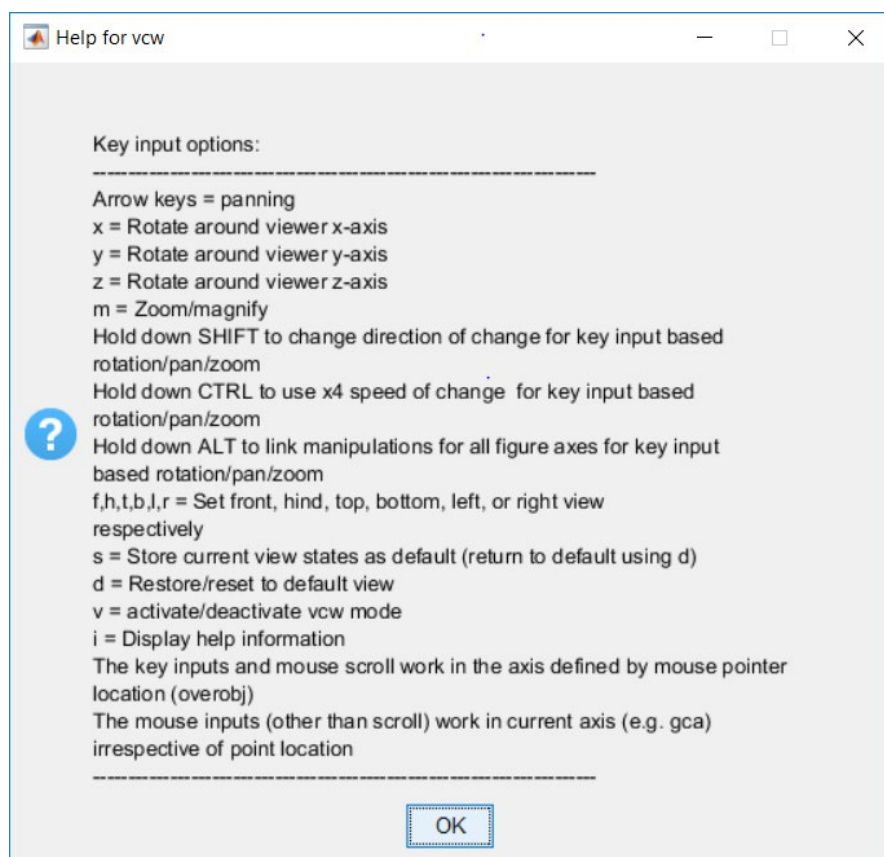 Help for vcw
Key input options:
------------------------------------------------------------------------
Arrow keys = panning
x = Rotate around viewer x-axis
y = Rotate around viewer y-axis
z = Rotate around viewer z-axis
m = Zoom/magnify
Hold down SHIFT to change direction of change for key input based
rotation/pan/zoom
Hold down CTRL to use x4 speed of change  for key input based
rotation/pan/zoom
Hold down ALT to link manipulations for all figure axes for key input
based rotation/pan/zoom
f,h,t,b,l,r = Set front, hind, top, bottom, left, or right view
respectively
s = Store current view states as default (return to default using d)
d = Restore/reset to default view
v = activate/deactivate vcw mode
i = Display help information
The key inputs and mouse scroll work in the axis defined by mouse pointer
location (overobj)
The mouse inputs (other than scroll) work in current axis (e.g. gca)
irrespective of point location
------------------------------------------------------------------------
OK